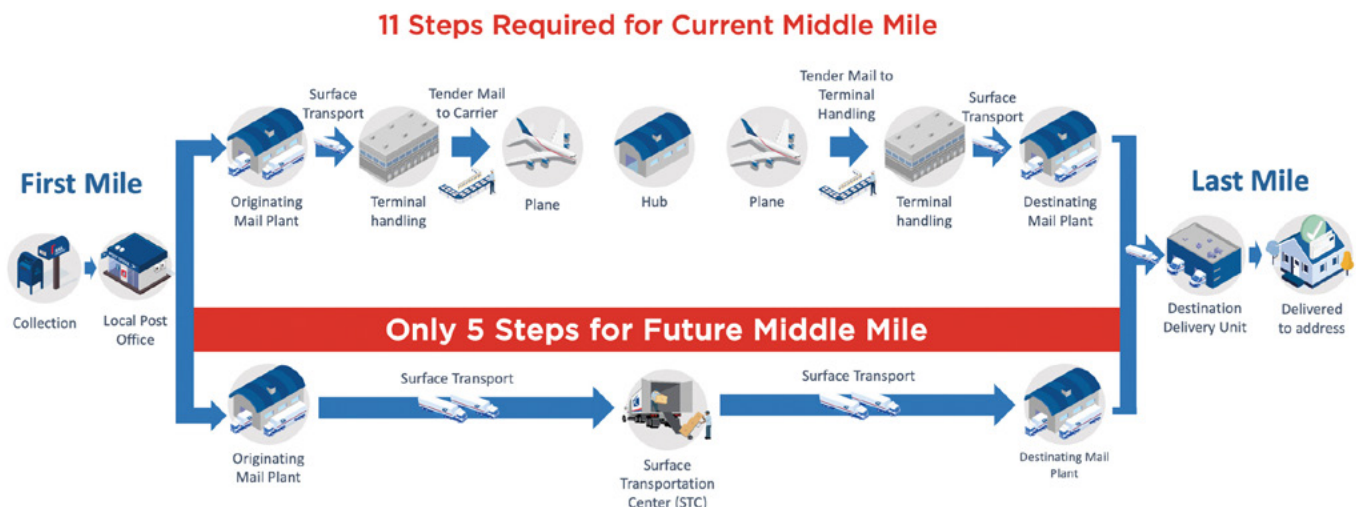 11 Steps Required for Current Middle Mile
Surface
Transport
Tender Mail
to Carrier
Tender Mail to
Terminal
Handling
Surface
Transport
First Mile
Originating
Mail Plant
Terminal
handling
Plane
Hub
Plane
Terminal
handling
Destinating
Mail Plant
Last Mile
Collection
Local Post
Office
Destination
Delivery Unit
Delivered
to address
Only 5 Steps for Future Middle Mile
Surface Transport
Surface Transport
Originating
Mail Plant
Surface
Transportation
Center (STC)
Destinating Mail
Plant